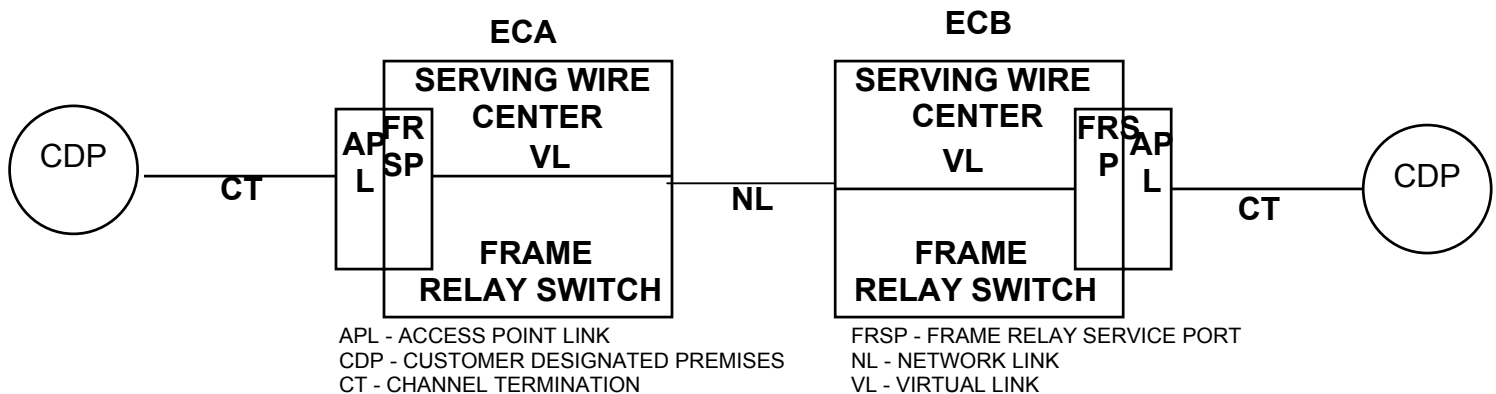 ECA
ECB
SERVING WIRE
CENTER
VL
FRAME
RELAY SWITCH
SERVING WIRE
CENTER
VL
FRAME
RELAY SWITCH
CDP
CT
AP
L
FR
SP
NL
FRS
P
AP
L
CT
CDP
APL - ACCESS POINT LINK
CDP - CUSTOMER DESIGNATED PREMISES
CT - CHANNEL TERMINATION
FRSP - FRAME RELAY SERVICE PORT
NL - NETWORK LINK
VL - VIRTUAL LINK